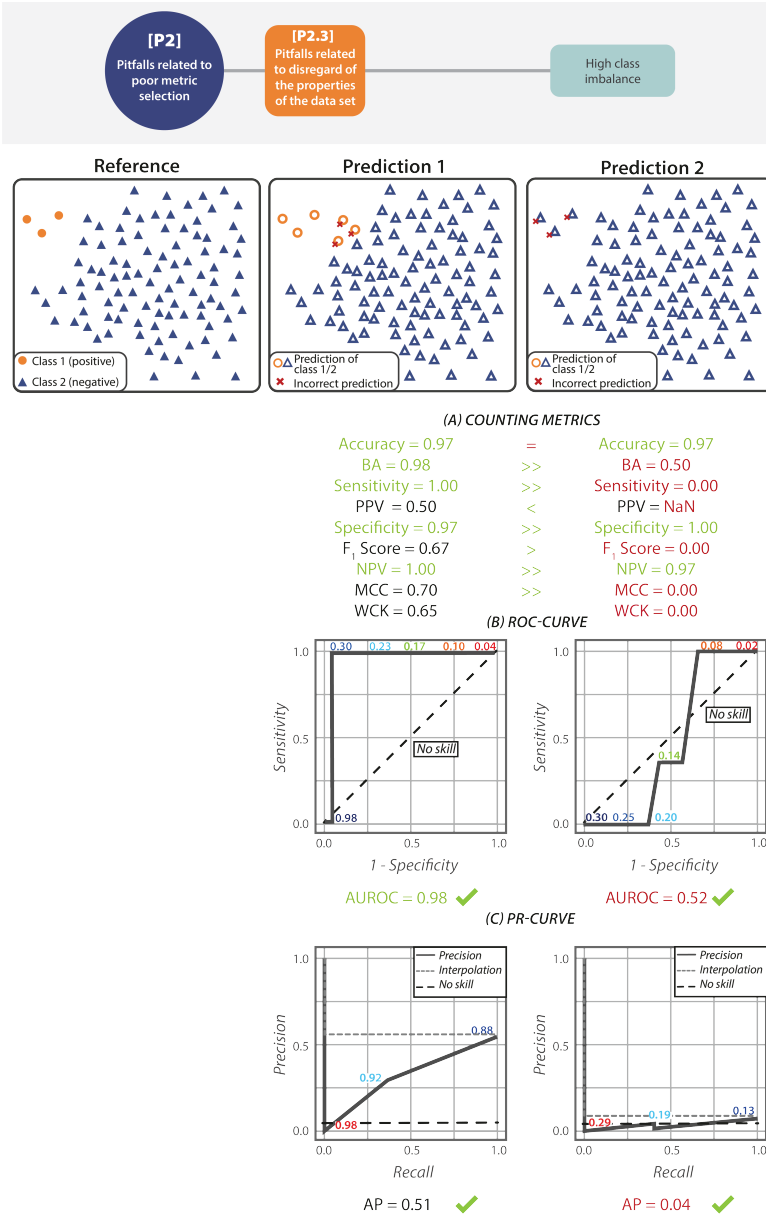 [P2]
Pitfalls related to
poor metric
selection
[P2.3]
Pitfalls related
to disregard of
the properties
of the data set
High class
imbalance
Reference
Prediction 1
Prediction 2
Class 1 (positive)
Class 2 (negative)
Prediction of
class 1/2
Incorrect prediction
Prediction of
class 1/2
Incorrect prediction
(A) COUNTING METRICS
Accuracy = 0.97 = Accuracy = 0.97
BA = 0.98 >> BA = 0.50
Sensitivity = 1.00 >> Sensitivity = 0.00
PPV = 0.50 < PPV = NaN
Specificity = 0.97 >> Specificity = 1.00
F1 Score = 0.67 > F1 Score = 0.00
NPV = 1.00 >> NPV = 0.97
MCC = 0.70 >> MCC = 0.00
WCK = 0.65 WCK = 0.00
(B) ROC-CURVE
Sensitivity
1.0
0.5
0.0
0.30 0.23 0.17 0.10 0.04
No skill
0.98
0.0 0.5 1.0
1 - Specificity
AUROC = 0.98
Sensitivity
1.0
0.5
0.0
0.08 0.02
No skill
0.14
0.30 0.25 0.20
0.0 0.5 1.0
1 - Specificity
AUROC = 0.52
(C) PR-CURVE
Precision
1.0
0.5
0.0
Precision
Interpolation
No skill
0.88
0.92
0.98
0.0 0.5 1.0
Recall
AP = 0.51
Precision
1.0
0.5
0.0
Precision
Interpolation
No skill
0.29
0.19
0.13
0.0 0.5 1.0
Recall
AP = 0.04